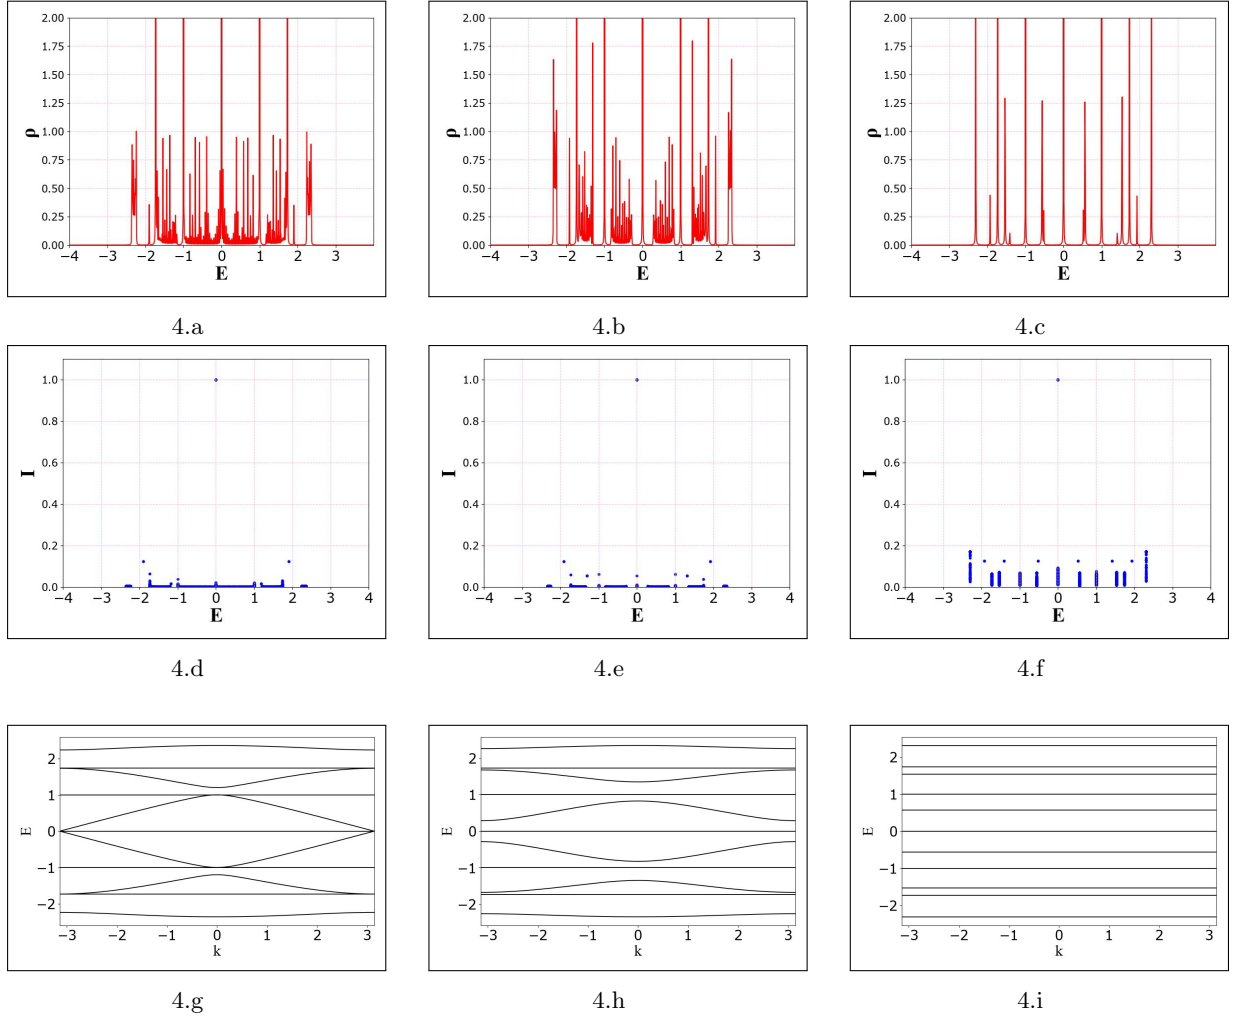 2.00 2.00 2.00
1.75 1.75 1.75
1.50 1.50 1.50
1.25 1.25 1.25
ρ 1.00 ρ 1.00 ρ 1.00
0.75 0.75 0.75
0.50 0.50 0.50
0.25 0.25 0.25
0.00 0.00 0.00
−4 −3 −2 −1 0 1 2 3 −4 −3 −2 −1 0 1 2 3 −4 −3 −2 −1 0 1 2 3
E E E
4.a 4.b 4.c
1.0 1.0 1.0
0.8 0.8 0.8
0.6 0.6 0.6
I I I
0.4 0.4 0.4
0.2 0.2 0.2
0.0 0.0 0.0
−4 −3 −2 −1 0 1 2 3 4 −4 −3 −2 −1 0 1 2 3 4 −4 −3 −2 −1 0 1 2 3 4
E E E
4.d 4.e 4.f
2 2 2
1 1 1
E 0 E 0 E 0
−1 −1 −1
−2 −2 −2
−3 −2 −1 0 1 2 3 −3 −2 −1 0 1 2 3 −3 −2 −1 0 1 2 3
k k k
4.g 4.h 4.i